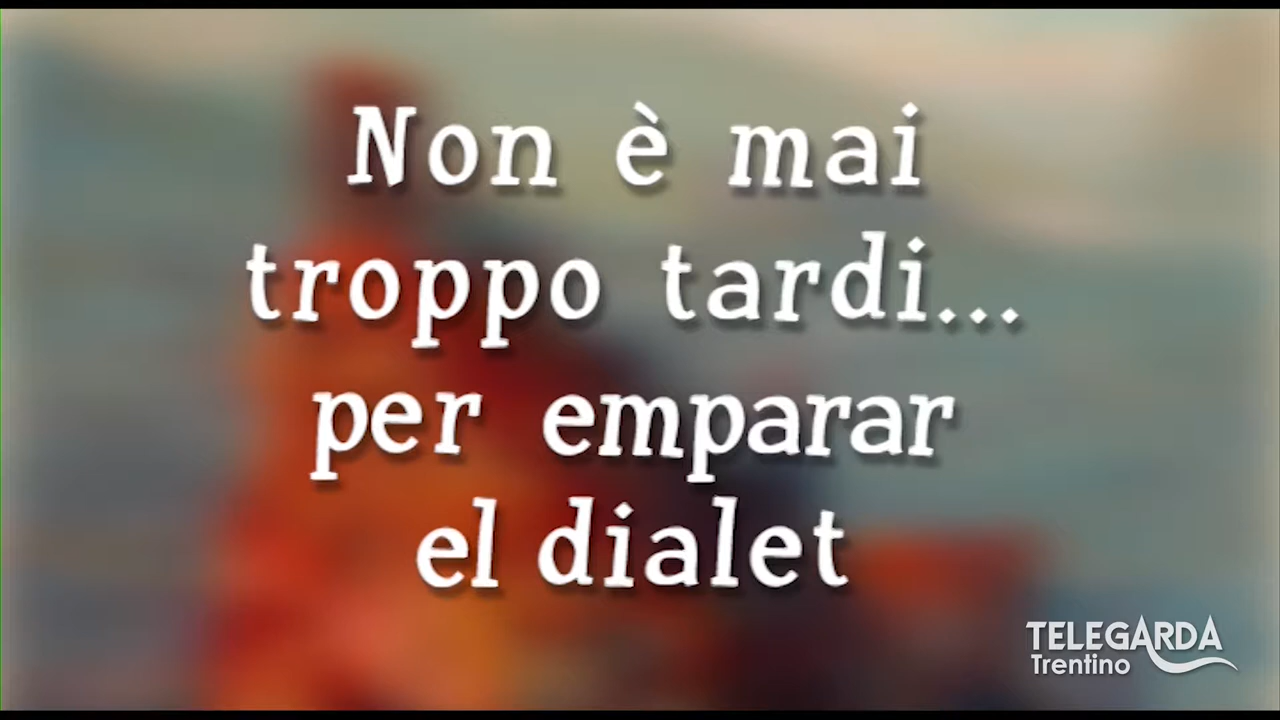 Non è mai
troppo tardi...
per emparar
el dialet
TELEGARDA
Trentino